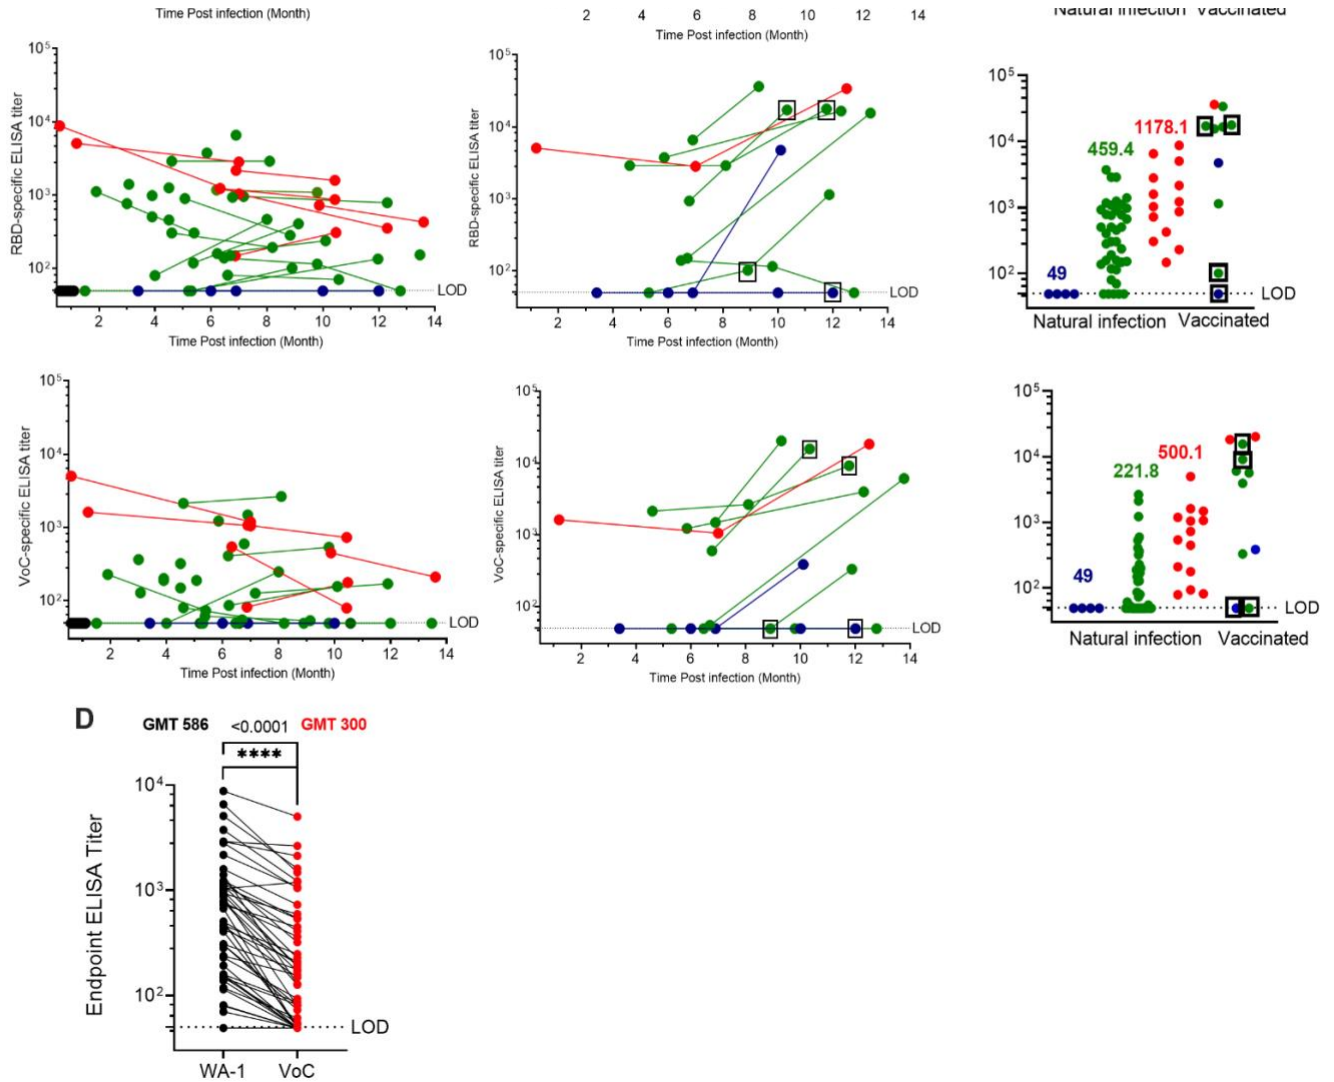 Time Post infection (Month)
2 4 6 8 10 12 14
Time Post infection (Month)
Natural infection Vaccinated
10⁵
10⁴
10³
10²
RBD-specific ELISA titer
LOD
2 4 6 8 10 12 14
Time Post infection (Month)
10⁵
10⁴
10³
10²
RBD-specific ELISA titer
LOD
2 4 6 8 10 12 14
Time Post infection (Month)
10⁵
10⁴
10³
10²
1178.1
459.4
49
LOD
Natural infection Vaccinated
10⁵
10⁴
10³
10²
VoC-specific ELISA titer
LOD
2 4 6 8 10 12 14
Time Post infection (Month)
10⁵
10⁴
10³
10²
VoC-specific ELISA titer
LOD
2 4 6 8 10 12 14
Time Post infection (Month)
10⁵
10⁴
10³
10²
500.1
221.8
49
LOD
Natural infection Vaccinated
D
GMT 586 <0.0001 GMT 300
****
10⁴
10³
10²
Endpoint ELISA Titer
LOD
WA-1 VoC